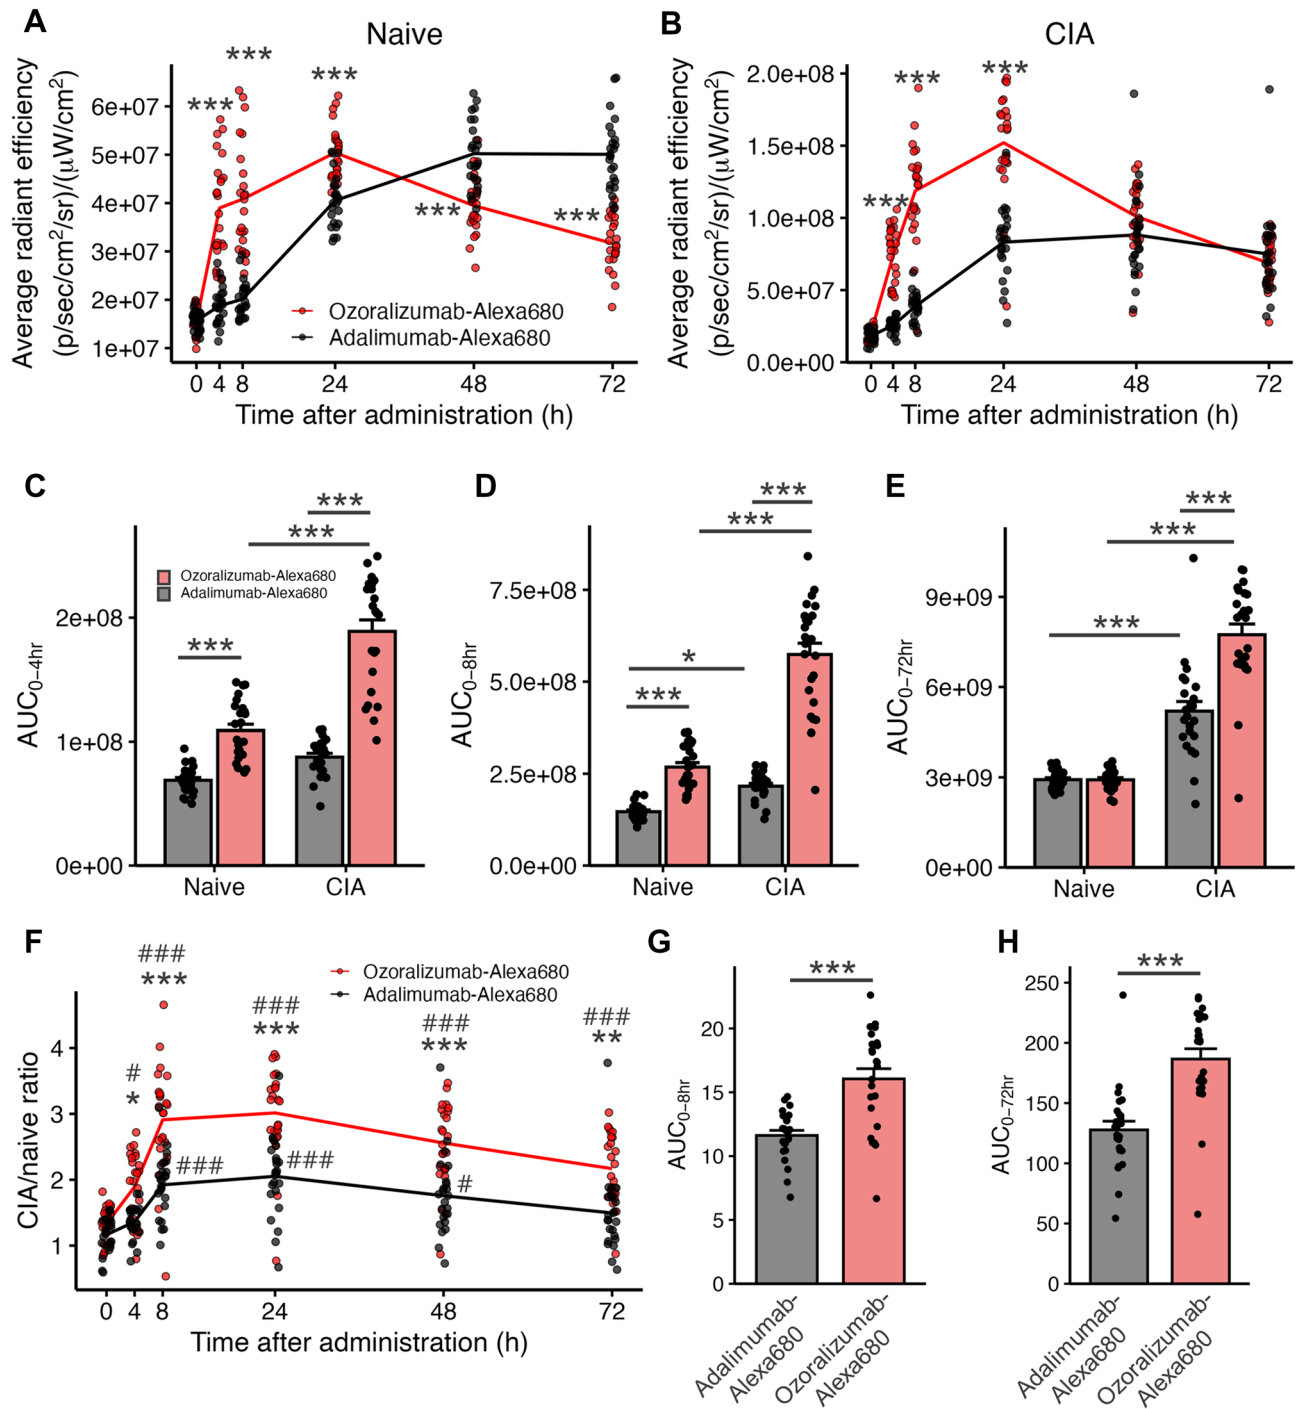 A
Naive
Average radiant efficiency
(p/sec/cm²/sr)/(μW/cm²)
6e+07
5e+07
4e+07
3e+07
2e+07
1e+07
***
***
***
***
***
Ozoralizumab-Alexa680
Adalimumab-Alexa680
0 4 8 24 48 72
Time after administration (h)
B
CIA
Average radiant efficiency
(p/sec/cm²/sr)/(μW/cm²)
2.0e+08
1.5e+08
1.0e+08
5.0e+07
0.0e+00
***
***
***
0 4 8 24 48 72
Time after administration (h)
C
***
***
***
Ozoralizumab-Alexa680
Adalimumab-Alexa680
AUC0−4hr
2e+08
1e+08
0e+00
Naive CIA
D
***
***
*
***
AUC0−8hr
7.5e+08
5.0e+08
2.5e+08
0.0e+00
Naive CIA
E
***
***
***
AUC0−72hr
9e+09
6e+09
3e+09
0e+00
Naive CIA
F
###
***
#
*
###
***
###
***
###
**
###
###
#
Ozoralizumab-Alexa680
Adalimumab-Alexa680
CIA/naive ratio
4
3
2
1
0 4 8 24 48 72
Time after administration (h)
G
***
AUC0−8hr
20
15
10
5
0
Adalimumab-
Alexa680
Ozoralizumab-
Alexa680
H
***
AUC0−72hr
250
200
150
100
50
0
Adalimumab-
Alexa680
Ozoralizumab-
Alexa680